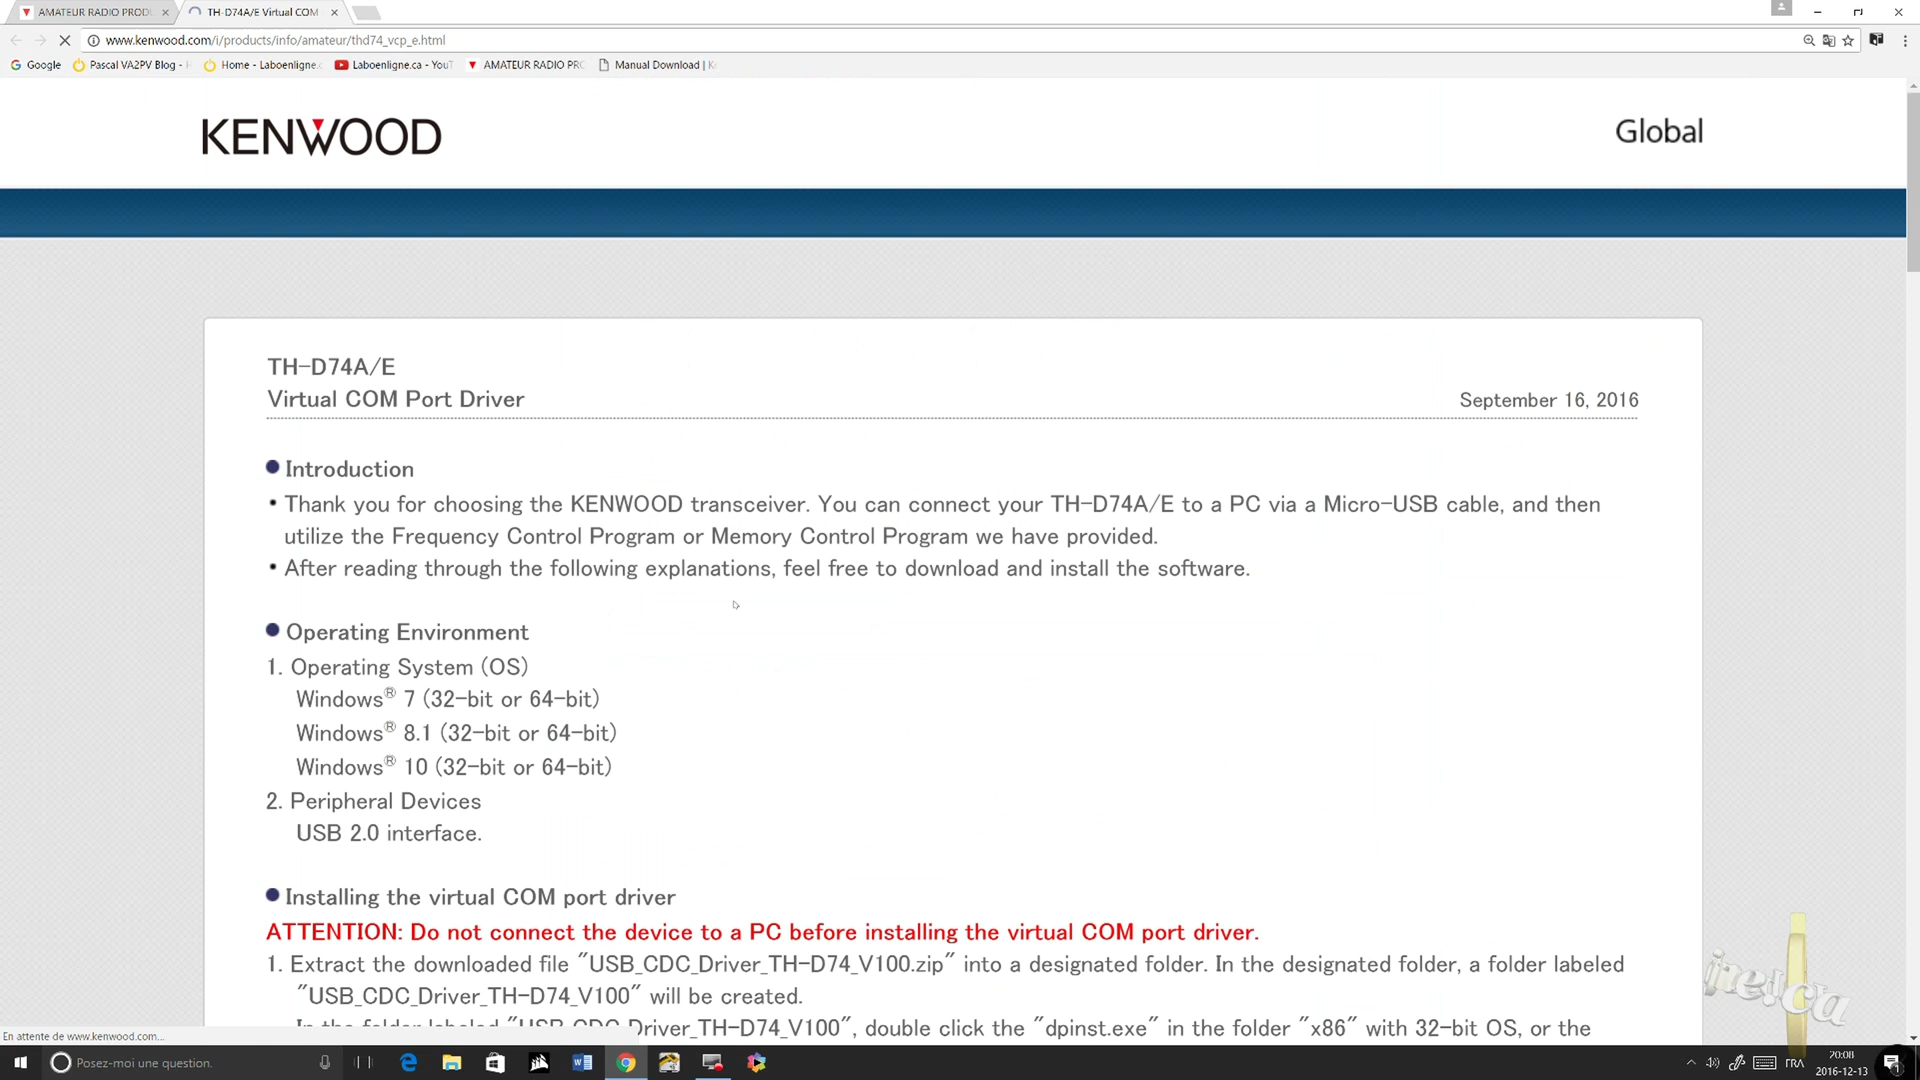 AMATEUR RADIO PRODU
TH-D74A/E Virtual COM
www.kenwood.com/i/products/info/amateur/thd74_vcp_e.html
Google
Pascal VA2PV Blog -
Home - Laboenligne.c
Laboenligne.ca - YouT
AMATEUR RADIO PRO
Manual Download |
KENWOOD
Global
TH-D74A/E
Virtual COM Port Driver
September 16, 2016
Introduction
• Thank you for choosing the KENWOOD transceiver. You can connect your TH-D74A/E to a PC via a Micro-USB cable, and then
utilize the Frequency Control Program or Memory Control Program we have provided.
• After reading through the following explanations, feel free to download and install the software.
Operating Environment
1. Operating System (OS)
Windows® 7 (32-bit or 64-bit)
Windows® 8.1 (32-bit or 64-bit)
Windows® 10 (32-bit or 64-bit)
2. Peripheral Devices
USB 2.0 interface.
Installing the virtual COM port driver
ATTENTION: Do not connect the device to a PC before installing the virtual COM port driver.
1. Extract the downloaded file "USB_CDC_Driver_TH-D74_V100.zip" into a designated folder. In the designated folder, a folder labeled
"USB_CDC_Driver_TH-D74_V100" will be created.
In the folder labeled "USB_CDC_Driver_TH-D74_V100", double click the "dpinst.exe" in the folder "x86" with 32-bit OS, or the
En attente de www.kenwood.com...
Posez-moi une question.
FRA
20:08
2016-12-13